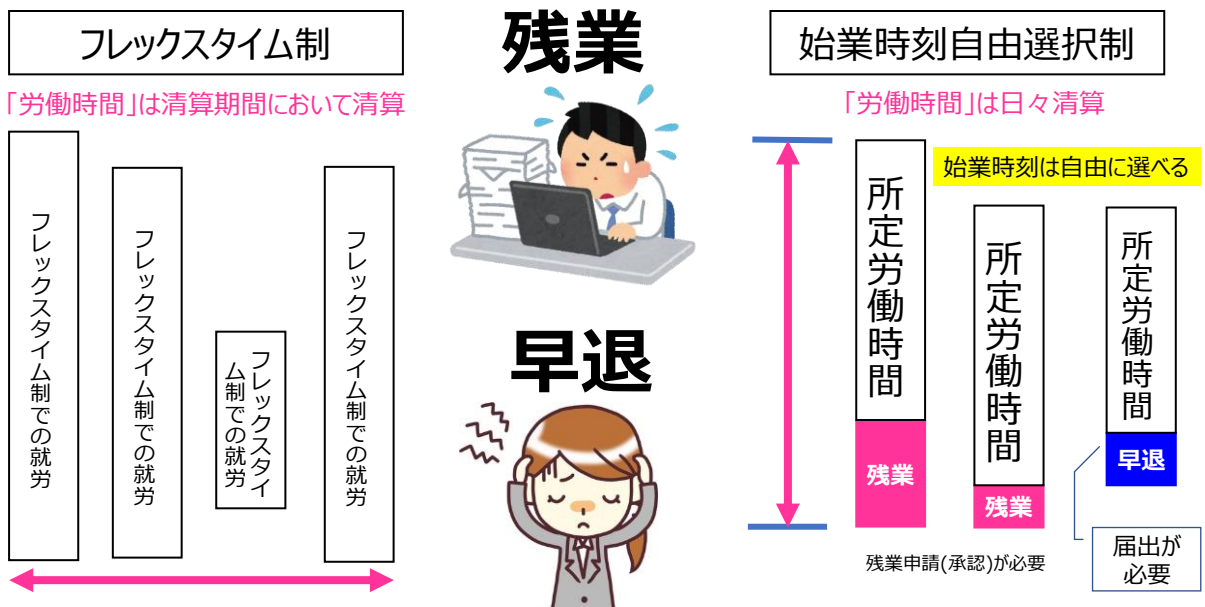 フレックスタイム制
「労働時間」は清算期間において清算
フレックスタイム制での就労
フレックスタイム制での就労
フレックスタイ
ム制での就労
フレックスタイム制での就労
残業
早退
始業時刻自由選択制
「労働時間」は日々清算
始業時刻は自由に選べる
所定労働時間
残業
所定労働時間
残業
所定労働時間
早退
残業申請(承認)が必要
届出が
必要